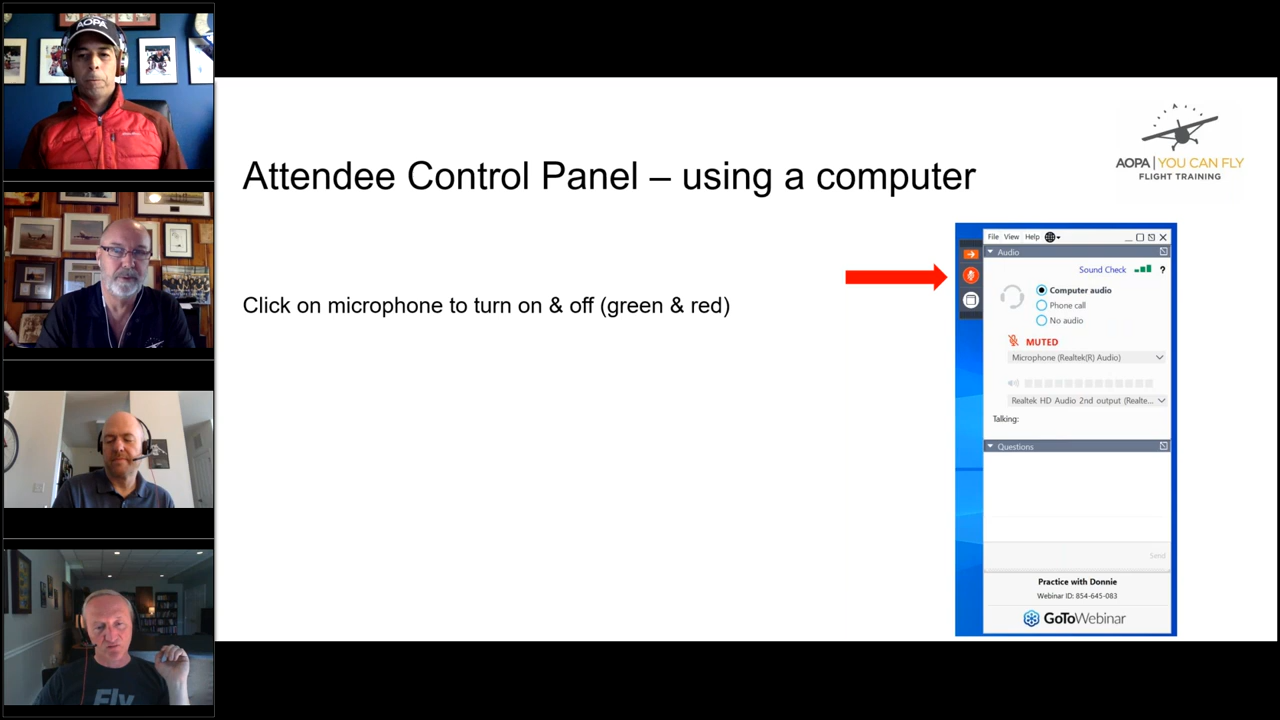 AOPA
Fly
Attendee Control Panel – using a computer
AOPA | YOU CAN FLY
FLIGHT TRAINING
Click on microphone to turn on & off (green & red)
File View Help
Audio
Sound Check ?
Computer audio
Phone call
No audio
MUTED
Microphone (Realtek(R) Audio)
Realtek HD Audio 2nd output (Realte...
Talking:
Questions
Send
Practice with Donnie
Webinar ID: 854-645-083
GoToWebinar